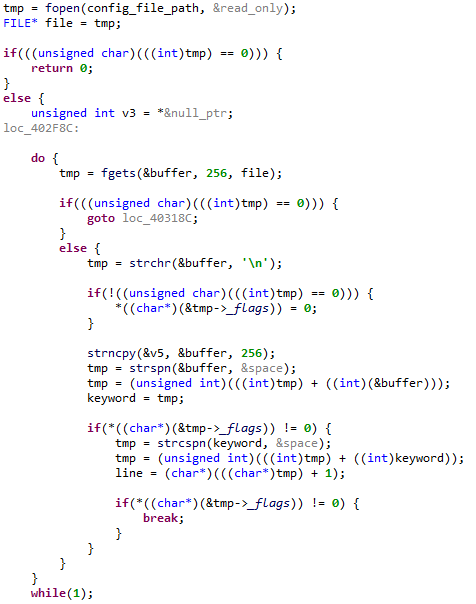 tmp = fopen(config_file_path, &read_only);
FILE* file = tmp;
if(((unsigned char)(((int)tmp) == 0))) {
return 0;
}
else {
unsigned int v3 = *&null_ptr;
loc_402F8C:
do {
tmp = fgets(&buffer, 256, file);
if(((unsigned char)(((int)tmp) == 0))) {
goto loc_40318C;
}
else {
tmp = strchr(&buffer, '\n');
if(!((unsigned char)(((int)tmp) == 0))) {
*((char*)(&tmp->_flags)) = 0;
}
strncpy(&v5, &buffer, 256);
tmp = strspn(&buffer, &space);
tmp = (unsigned int)(((int)tmp) + ((int)(&buffer)));
keyword = tmp;
if(*((char*)(&tmp->_flags)) != 0) {
tmp = strcspn(keyword, &space);
tmp = (unsigned int)(((int)tmp) + ((int)keyword));
line = (char*)(((char*)tmp) + 1);
if(*((char*)(&tmp->_flags)) != 0) {
break;
}
}
}
}
while(1);